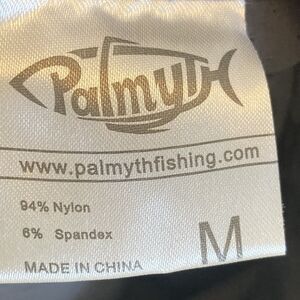 PalmyTH
www.palmythfishing.com
94% Nylon
6% Spandex
M
MADE IN CHINA